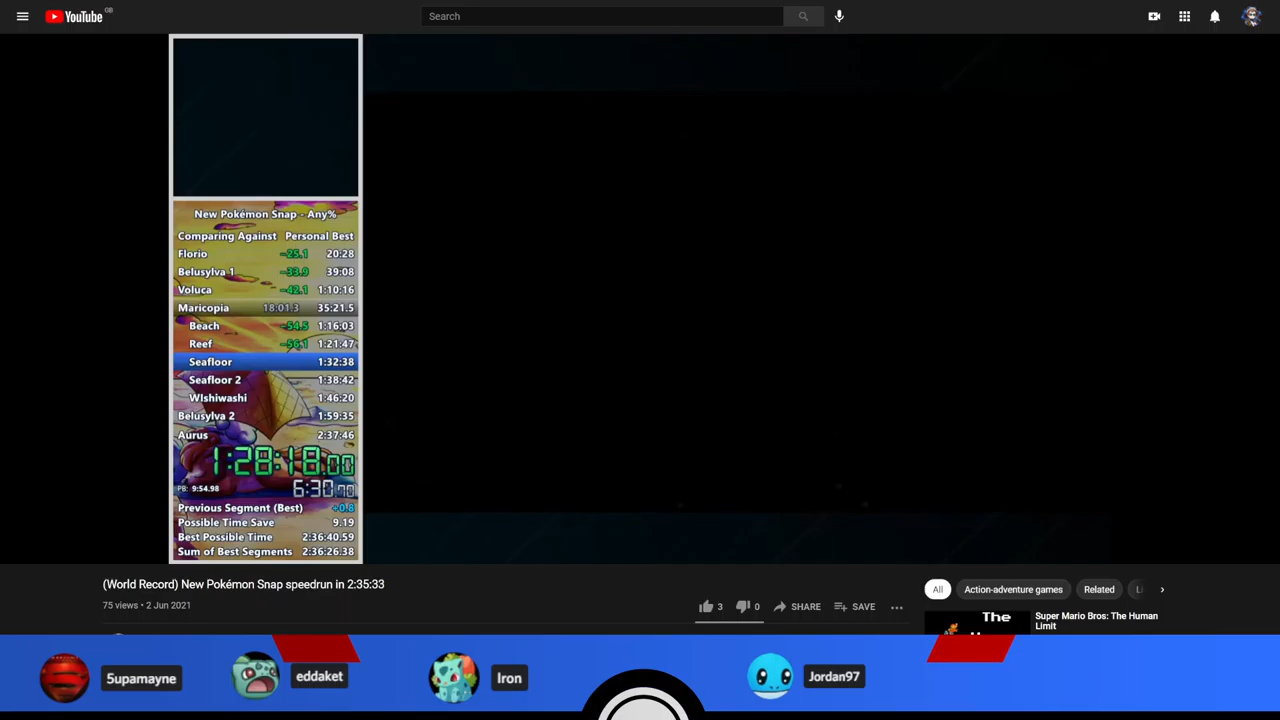 YouTube GB
Search
New Pokémon Snap - Any%
Comparing Against Personal Best
Florio -25.1 20:28
Belusylva 1 -33.9 39:08
Voluca -42.1 1:10:16
Maricopia 18:01.3 35:21.5
Beach -54.5 1:16:03
Reef -56.1 1:21:47
Seafloor 1:32:38
Seafloor 2 1:38:42
WIshiwashi 1:46:20
Belusylva 2 1:59:35
Aurus 2:37:46
1:28:18.00
PB: 9:54.98 6:30.70
Previous Segment (Best) +0.8
Possible Time Save 9.19
Best Possible Time 2:36:40.59
Sum of Best Segments 2:36:26.38
(World Record) New Pokémon Snap speedrun in 2:35:33
75 views • 2 Jun 2021
3 0 SHARE SAVE
All Action-adventure games Related
The
Super Mario Bros: The Human
Limit
5upamayne eddaket Iron Jordan97